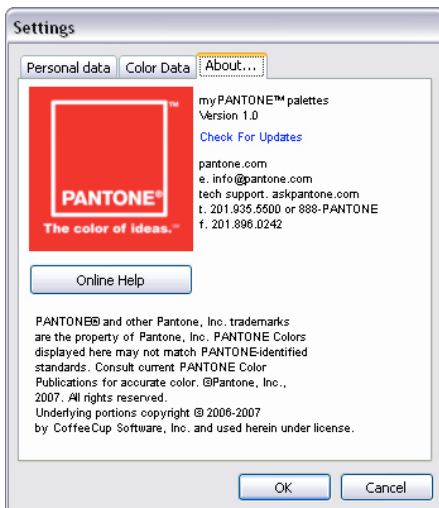 Settings
Personal data
Color Data
About...
™
PANTONE®
The color of ideas.™
myPANTONE™ palettes
Version 1.0
Check For Updates
pantone.com
e. info@pantone.com
tech support. askpantone.com
t. 201.935.5500 or 888-PANTONE
f. 201.896.0242
Online Help
PANTONE® and other Pantone, Inc. trademarks
are the property of Pantone, Inc. PANTONE Colors
displayed here may not match PANTONE-identified
standards. Consult current PANTONE Color
Publications for accurate color. ©Pantone, Inc.,
2007. All rights reserved.
Underlying portions copyright © 2006-2007
by CoffeeCup Software, Inc. and used herein under license.
OK
Cancel